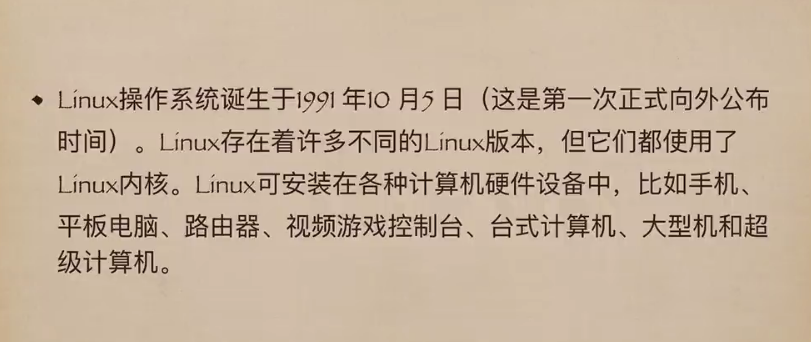 ◆ Linux操作系统诞生于1991 年10 月5 日（这是第一次正式向外公布
时间）。Linux存在着许多不同的Linux版本，但它们都使用了
Linux内核。Linux可安装在各种计算机硬件设备中，比如手机、
平板电脑、路由器、视频游戏控制台、台式计算机、大型机和超
级计算机。